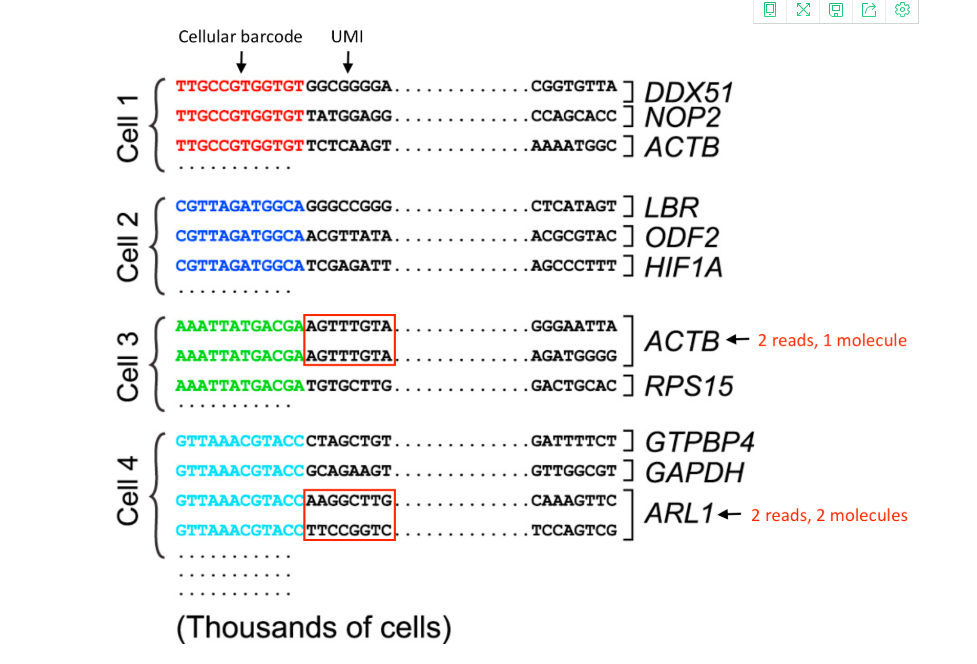 Cellular barcode UMI
Cell 1
TTGCCGTGGTGTGGCGGGGA.............CGGTGTTA DDX51
TTGCCGTGGTGTTATGGAGG.............CCAGCACC NOP2
TTGCCGTGGTGTTCTCAAGT.............AAAATGGC ACTB
...........
Cell 2
CGTTAGATGGCAGGGCCGGG.............CTCATAGT LBR
CGTTAGATGGCAACGTTATA.............ACGCGTAC ODF2
CGTTAGATGGCATCGAGATT.............AGCCCTTT HIF1A
...........
Cell 3
AAATTATGACGAAGTTTGTA.............GGGAATTA ACTB 2 reads, 1 molecule
AAATTATGACGAAGTTTGTA.............AGATGGGG
AAATTATGACGATGTGCTTG.............GACTGCAC RPS15
...........
Cell 4
GTTAAACGTACCCTAGCTGT.............GATTTTCT GTPBP4
GTTAAACGTACCGCAGAAGT.............GTTGGCGT GAPDH
GTTAAACGTACCAAGGCTTG.............CAAAGTTC ARL1 2 reads, 2 molecules
GTTAAACGTACCTTCCGGTC.............TCCAGTCG
...........
...........
...........
(Thousands of cells)